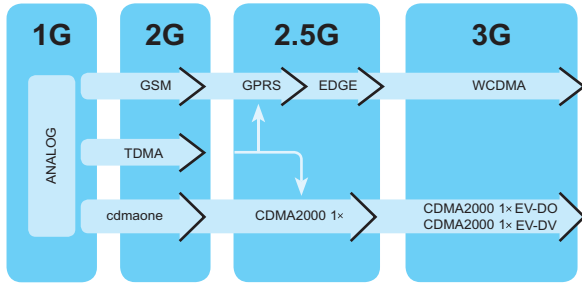 1G
2G
2.5G
3G
ANALOG
GSM
GPRS
EDGE
WCDMA
TDMA
cdmaone
CDMA2000 1×
CDMA2000 1× EV-DO
CDMA2000 1× EV-DV